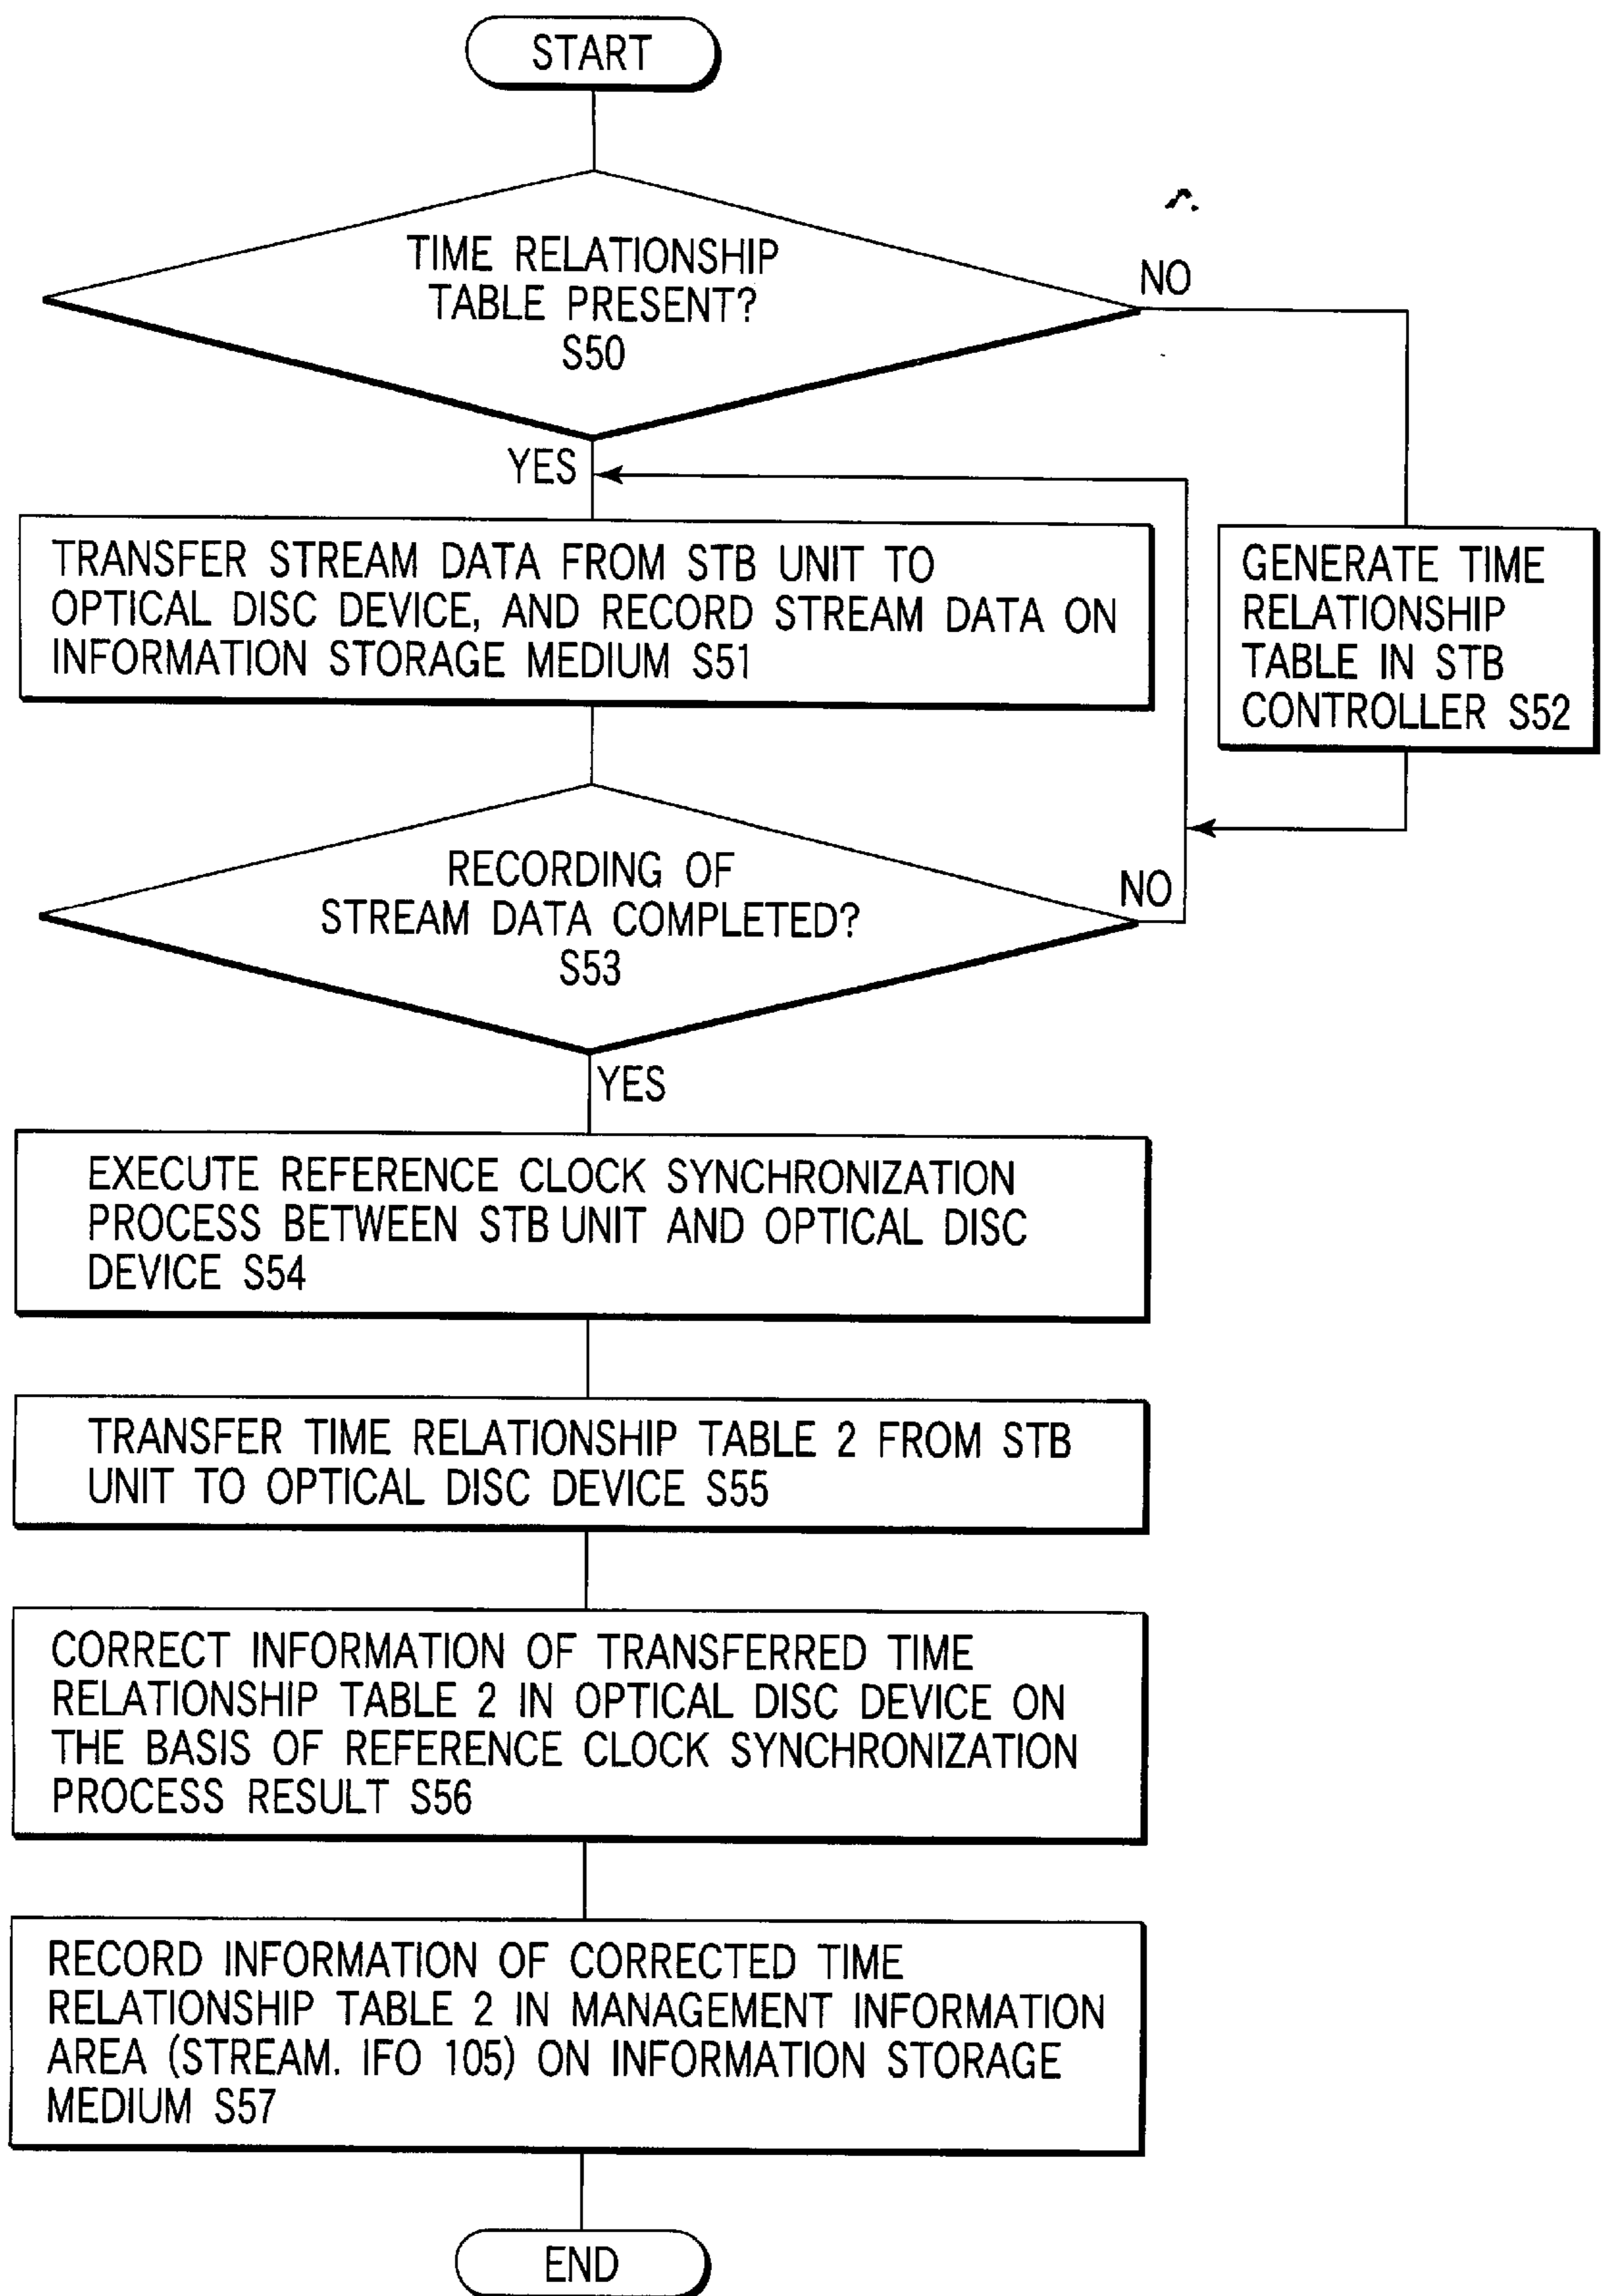 START
TIME RELATIONSHIP
TABLE PRESENT?
S50
NO
YES
TRANSFER STREAM DATA FROM STB UNIT TO
OPTICAL DISC DEVICE, AND RECORD STREAM DATA ON
INFORMATION STORAGE MEDIUM S51
GENERATE TIME
RELATIONSHIP
TABLE IN STB
CONTROLLER S52
RECORDING OF
STREAM DATA COMPLETED?
S53
NO
YES
EXECUTE REFERENCE CLOCK SYNCHRONIZATION
PROCESS BETWEEN STB UNIT AND OPTICAL DISC
DEVICE S54
TRANSFER TIME RELATIONSHIP TABLE 2 FROM STB
UNIT TO OPTICAL DISC DEVICE S55
CORRECT INFORMATION OF TRANSFERRED TIME
RELATIONSHIP TABLE 2 IN OPTICAL DISC DEVICE ON
THE BASIS OF REFERENCE CLOCK SYNCHRONIZATION
PROCESS RESULT S56
RECORD INFORMATION OF CORRECTED TIME
RELATIONSHIP TABLE 2 IN MANAGEMENT INFORMATION
AREA (STREAM. IFO 105) ON INFORMATION STORAGE
MEDIUM S57
END